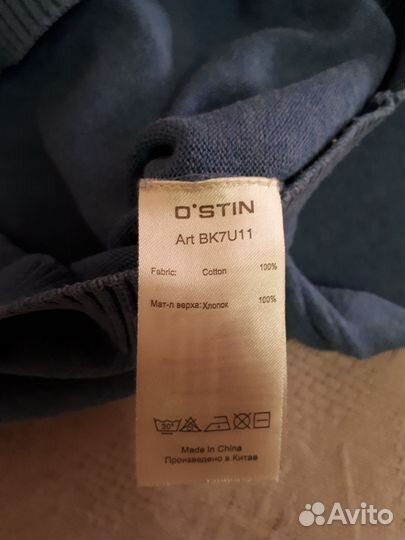 O'STIN
Art BK7U11
Fabric: Cotton 100%
Мат-л верха: Хлопок 100%
30°
Made in China
Произведено в Китае
Avito